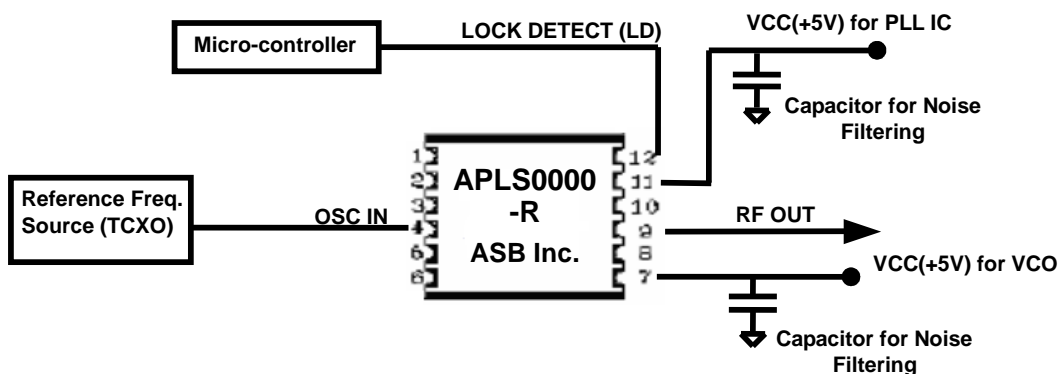 Micro-controller
LOCK DETECT (LD)
VCC(+5V) for PLL IC
Capacitor for Noise
Filtering
Reference Freq.
Source (TCXO)
OSC IN
1
2
3
4
5
6
APLS0000
-R
ASB Inc.
12
11
10
9
8
7
RF OUT
VCC(+5V) for VCO
Capacitor for Noise
Filtering